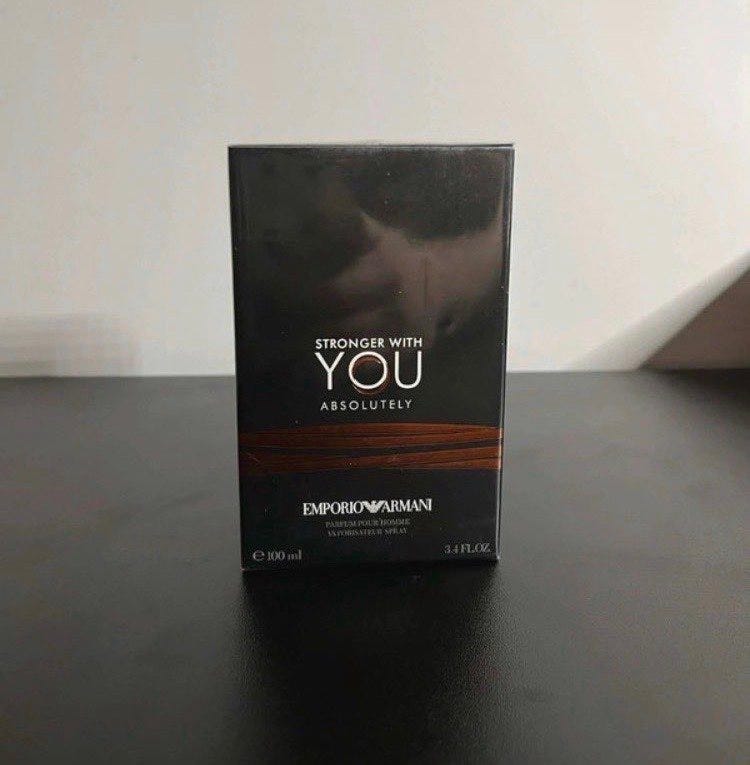 STRONGER WITH
YOU
ABSOLUTELY
EMPORIO ARMANI
PARFUM POUR HOMME
VAPORISATEUR SPRAY
e 100 ml 3.4 FL.OZ